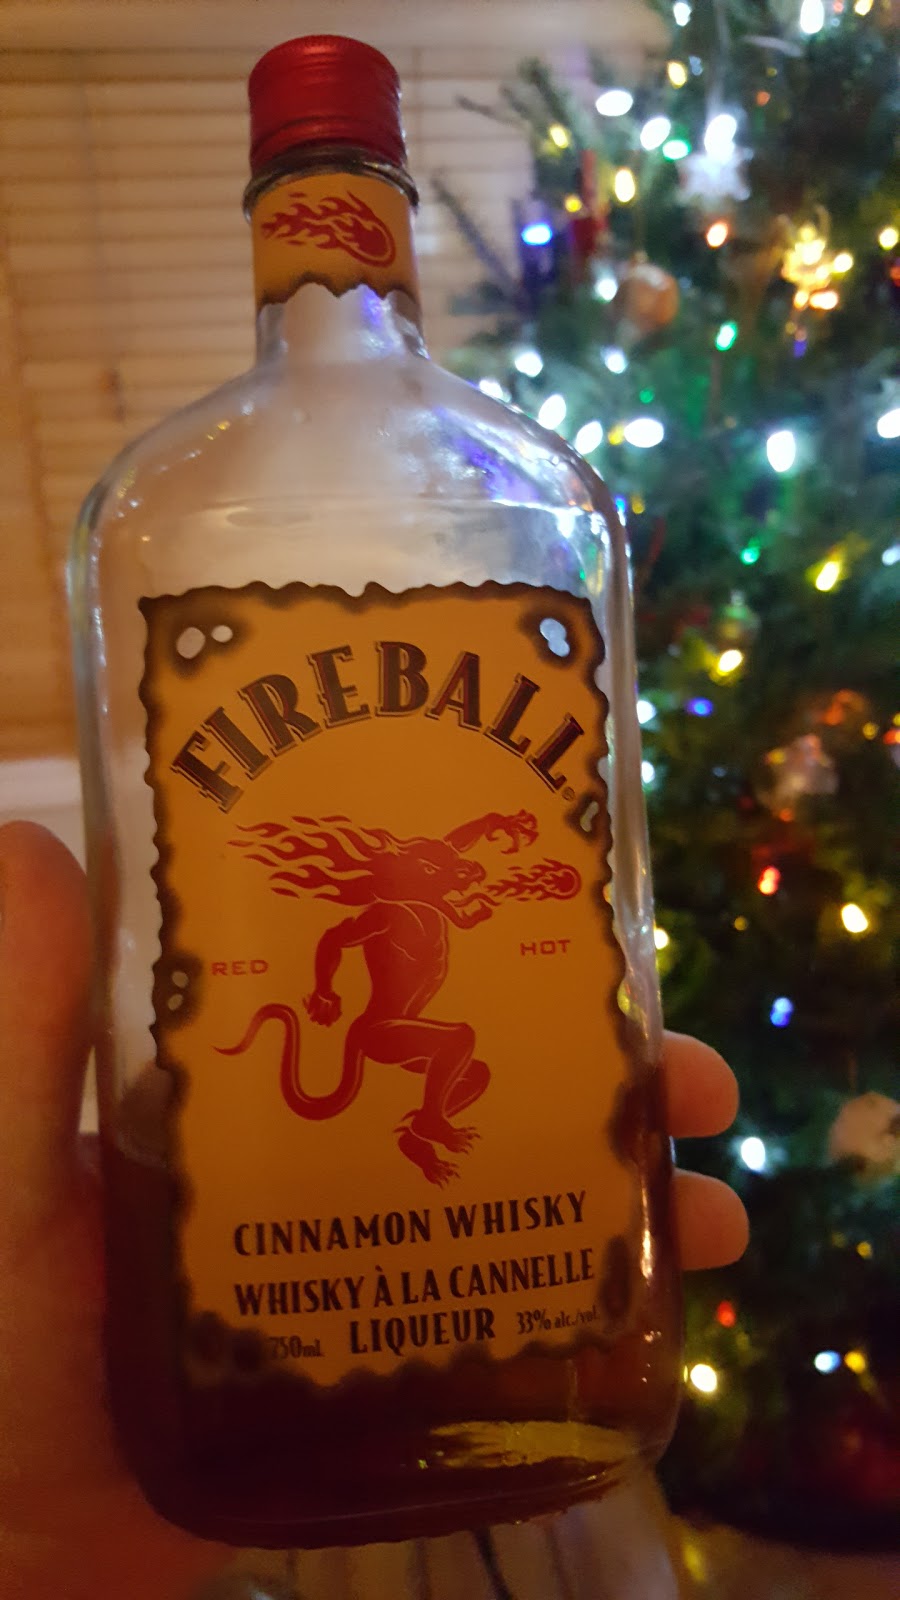 FIREBALL®
RED HOT
CINNAMON WHISKY
WHISKY À LA CANNELLE
750mL LIQUEUR 33% alc./vol.